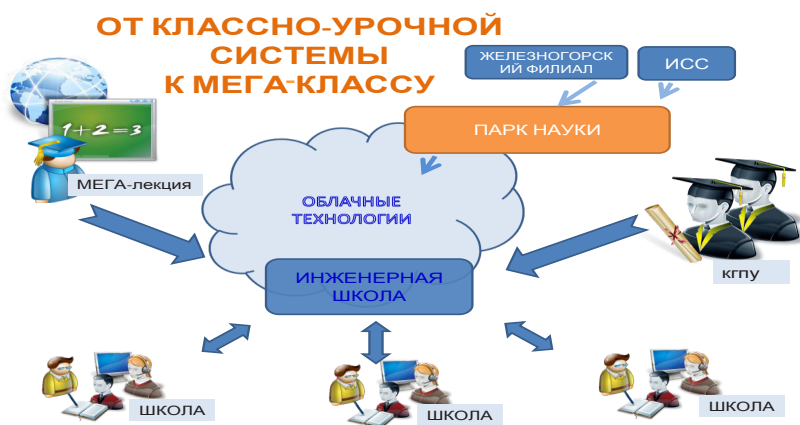 ОТ КЛАССНО-УРОЧНОЙ
СИСТЕМЫ
К МЕГА-КЛАССУ
ЖЕЛЕЗНОГОРСК
ИЙ ФИЛИАЛ
ИСС
ПАРК НАУКИ
1+2=3
МЕГА-лекция
ОБЛАЧНЫЕ
ТЕХНОЛОГИИ
кгпу
ИНЖЕНЕРНАЯ
ШКОЛА
ШКОЛА
ШКОЛА
ШКОЛА